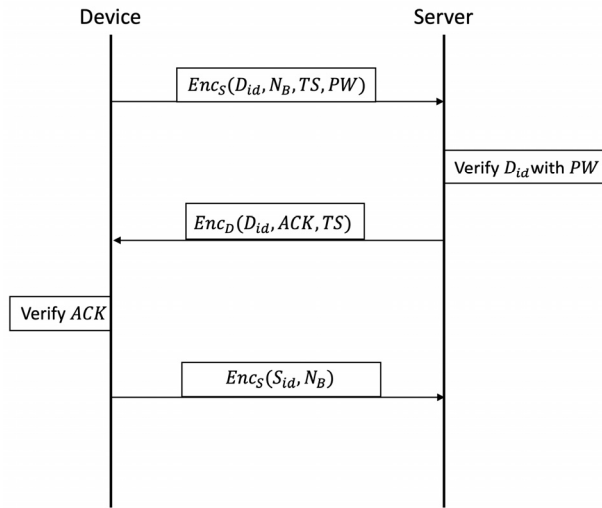 Device
Server
Enc_S(D_id, N_B, TS, PW)
Verify D_id with PW
Enc_D(D_id, ACK, TS)
Verify ACK
Enc_S(S_id, N_B)